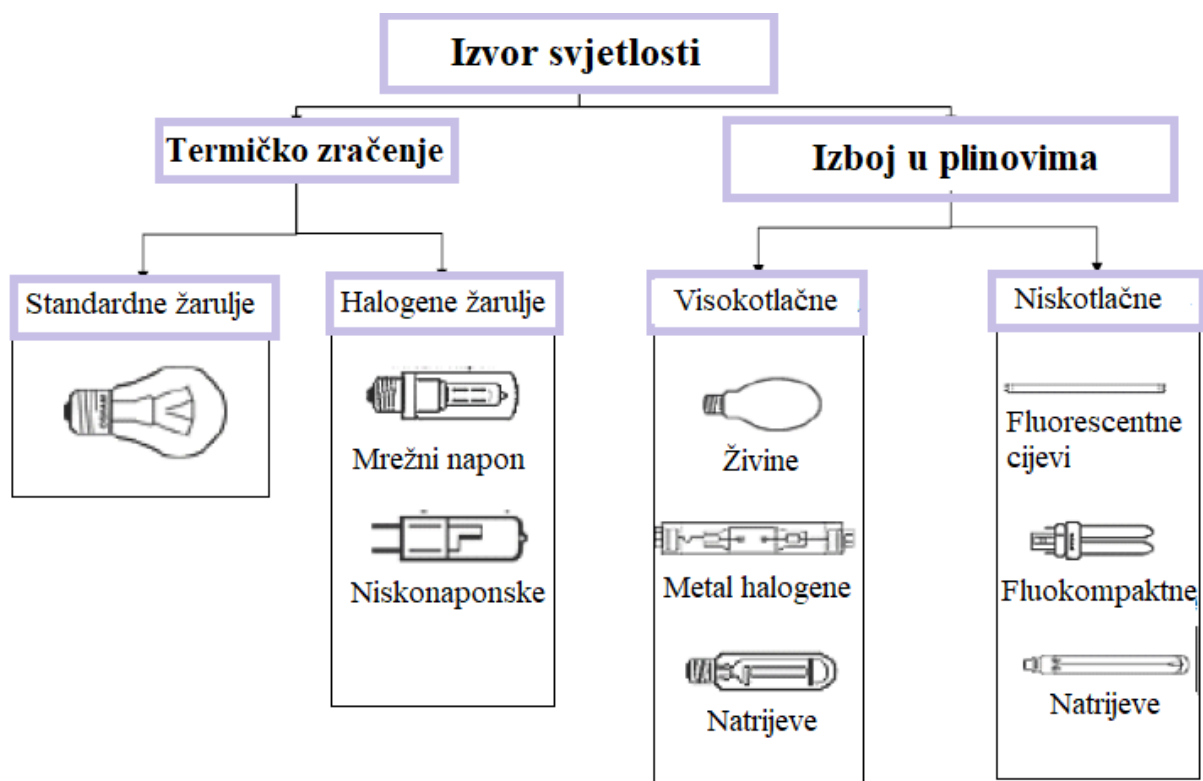 Izvor svjetlosti
Termičko zračenje
Izboj u plinovima
Standardne žarulje
Halogene žarulje
Mrežni napon
Niskonaponske
Visokotlačne
Živine
Metal halogene
Natrijeve
Niskotlačne
Fluorescentne
cijevi
Fluokompaktne
Natrijeve